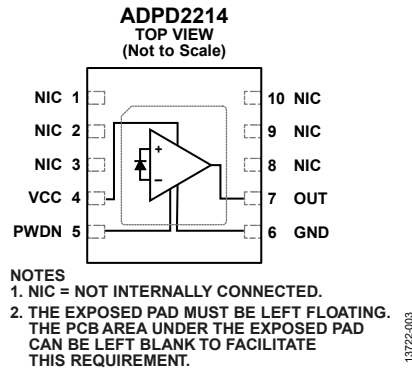 ADPD2214
TOP VIEW
(Not to Scale)
NIC 1
10 NIC
NIC 2
9 NIC
NIC 3
8 NIC
VCC 4
7 OUT
PWDN 5
6 GND
+
–
NOTES
1. NIC = NOT INTERNALLY CONNECTED.
2. THE EXPOSED PAD MUST BE LEFT FLOATING.
THE PCB AREA UNDER THE EXPOSED PAD
CAN BE LEFT BLANK TO FACILITATE
THIS REQUIREMENT.
13722-003